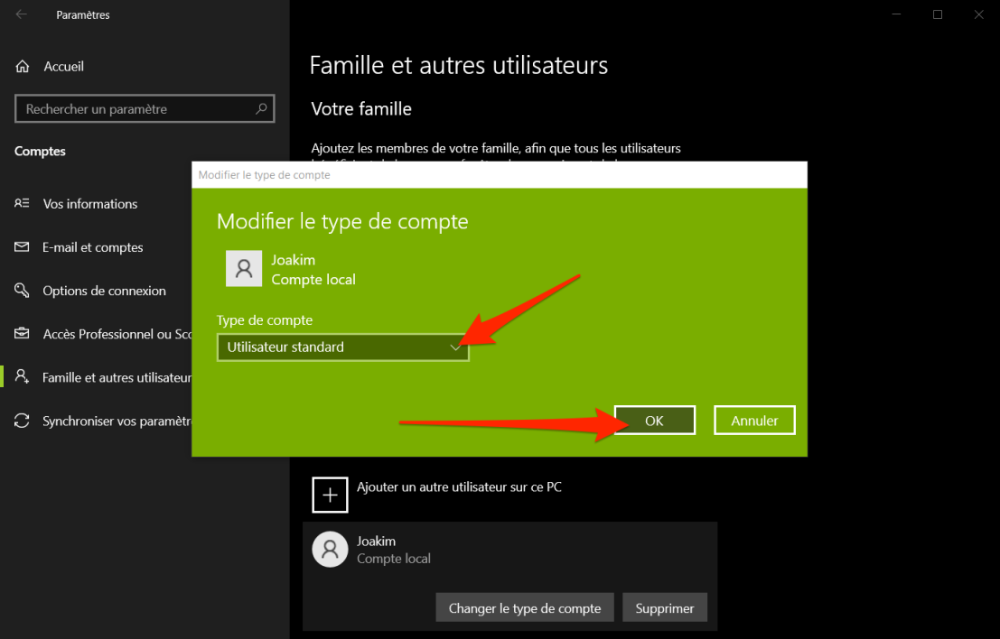 Paramètres
Accueil
Rechercher un paramètre
Comptes
Vos informations
E-mail et comptes
Options de connexion
Accès Professionnel ou Sco
Famille et autres utilisateur
Synchroniser vos paramètr
Famille et autres utilisateurs
Votre famille
Ajoutez les membres de votre famille, afin que tous les utilisateurs
Modifier le type de compte
Modifier le type de compte
Joakim
Compte local
Type de compte
Utilisateur standard
OK
Annuler
Ajouter un autre utilisateur sur ce PC
Joakim
Compte local
Changer le type de compte
Supprimer